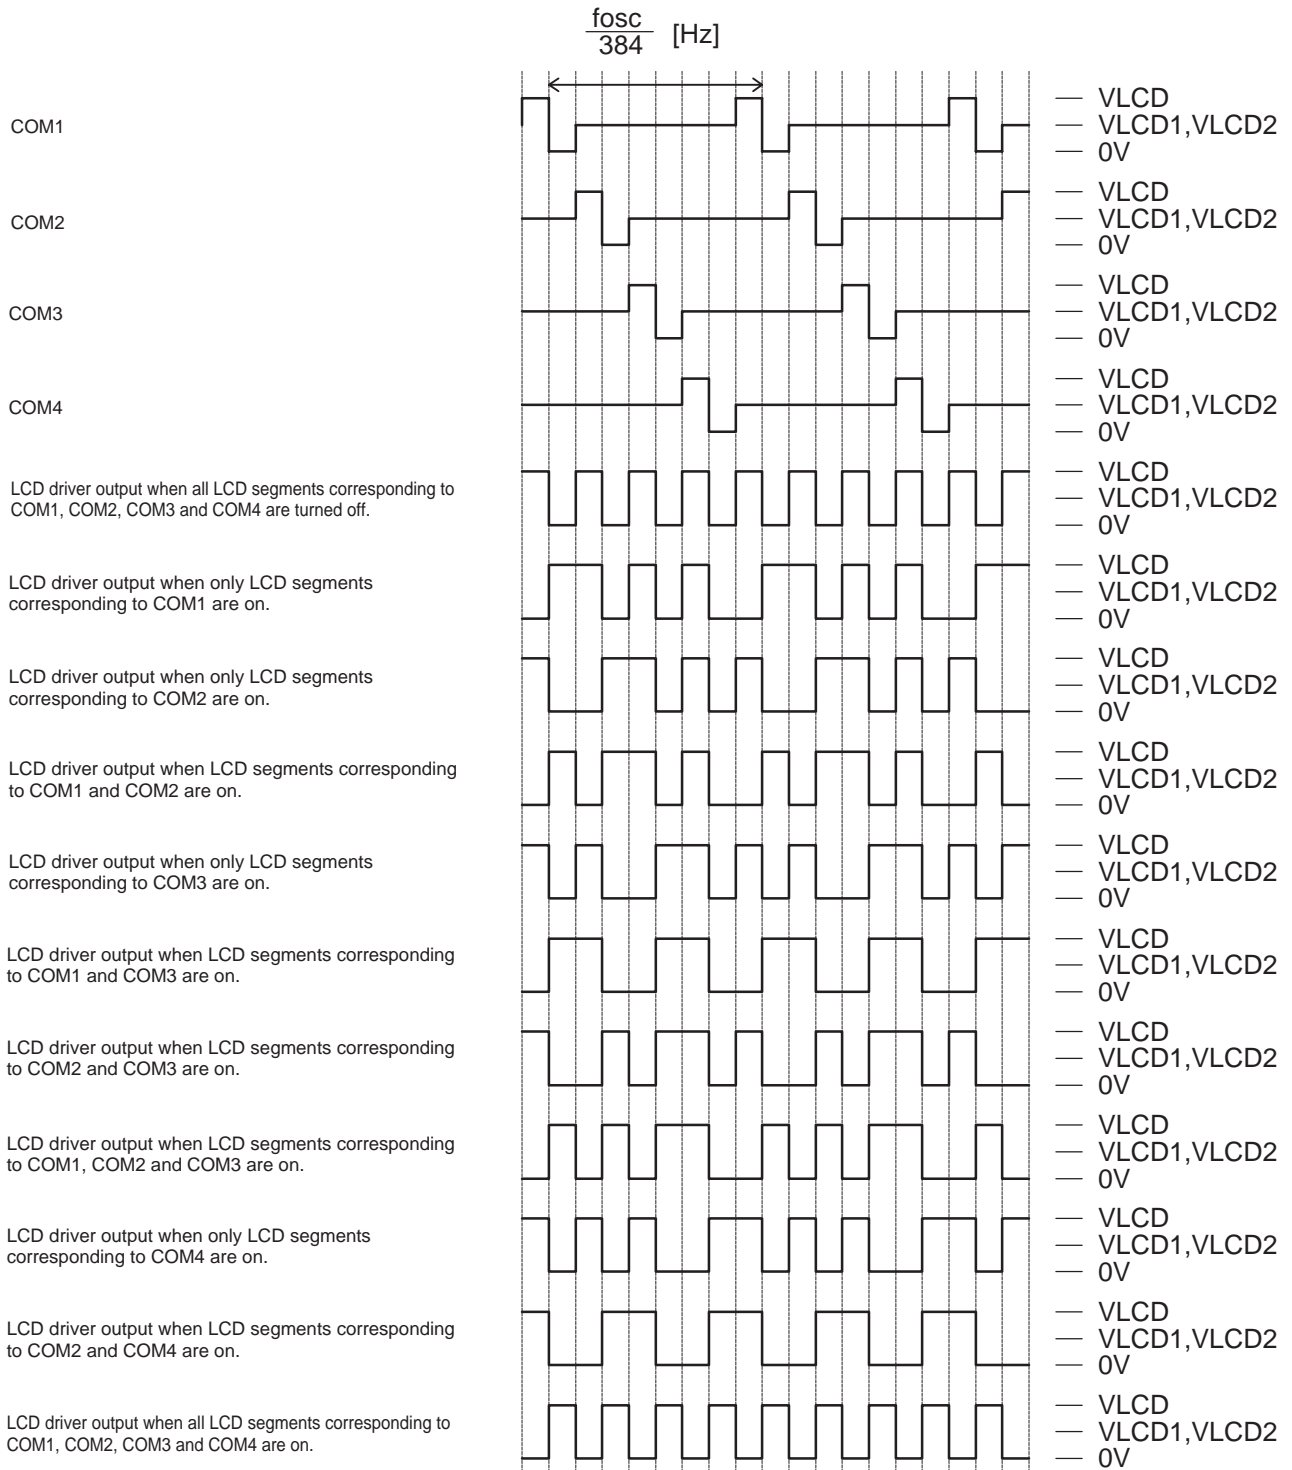 fosc
384 [Hz]
VLCD
COM1
VLCD1,VLCD2
0V
VLCD
COM2
VLCD1,VLCD2
0V
VLCD
COM3
VLCD1,VLCD2
0V
VLCD
COM4
VLCD1,VLCD2
0V
VLCD
LCD driver output when all LCD segments corresponding to
VLCD1,VLCD2
COM1, COM2, COM3 and COM4 are turned off.
0V
VLCD
LCD driver output when only LCD segments
VLCD1,VLCD2
corresponding to COM1 are on.
0V
VLCD
LCD driver output when only LCD segments
VLCD1,VLCD2
corresponding to COM2 are on.
0V
VLCD
LCD driver output when LCD segments corresponding
VLCD1,VLCD2
to COM1 and COM2 are on.
0V
VLCD
LCD driver output when only LCD segments
VLCD1,VLCD2
corresponding to COM3 are on.
0V
VLCD
LCD driver output when LCD segments corresponding
VLCD1,VLCD2
to COM1 and COM3 are on.
0V
VLCD
LCD driver output when LCD segments corresponding
VLCD1,VLCD2
to COM2 and COM3 are on.
0V
VLCD
LCD driver output when LCD segments corresponding
VLCD1,VLCD2
to COM1, COM2 and COM3 are on.
0V
VLCD
LCD driver output when only LCD segments
VLCD1,VLCD2
corresponding to COM4 are on.
0V
VLCD
LCD driver output when LCD segments corresponding
VLCD1,VLCD2
to COM2 and COM4 are on.
0V
VLCD
LCD driver output when all LCD segments corresponding to
VLCD1,VLCD2
COM1, COM2, COM3 and COM4 are on.
0V